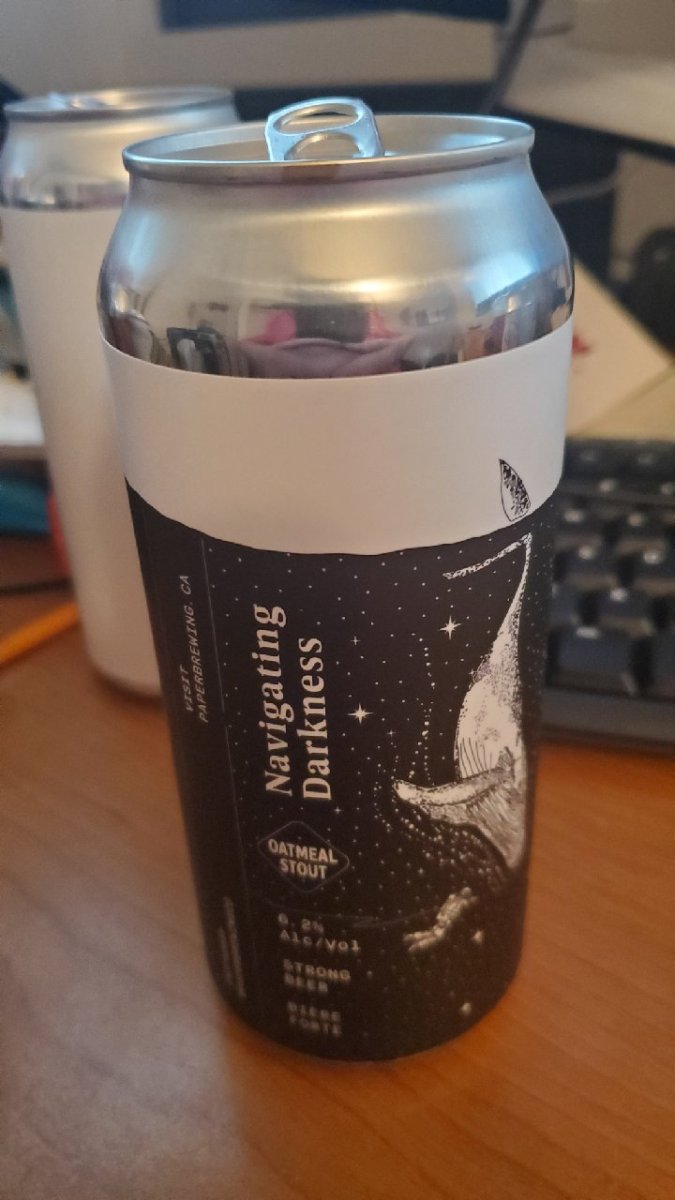 VISIT
PAPERBREWING.CA
Navigating
Darkness
OATMEAL
STOUT
6.2%
Alc/Vol
STRONG
BEER
BIÈRE
FORTE